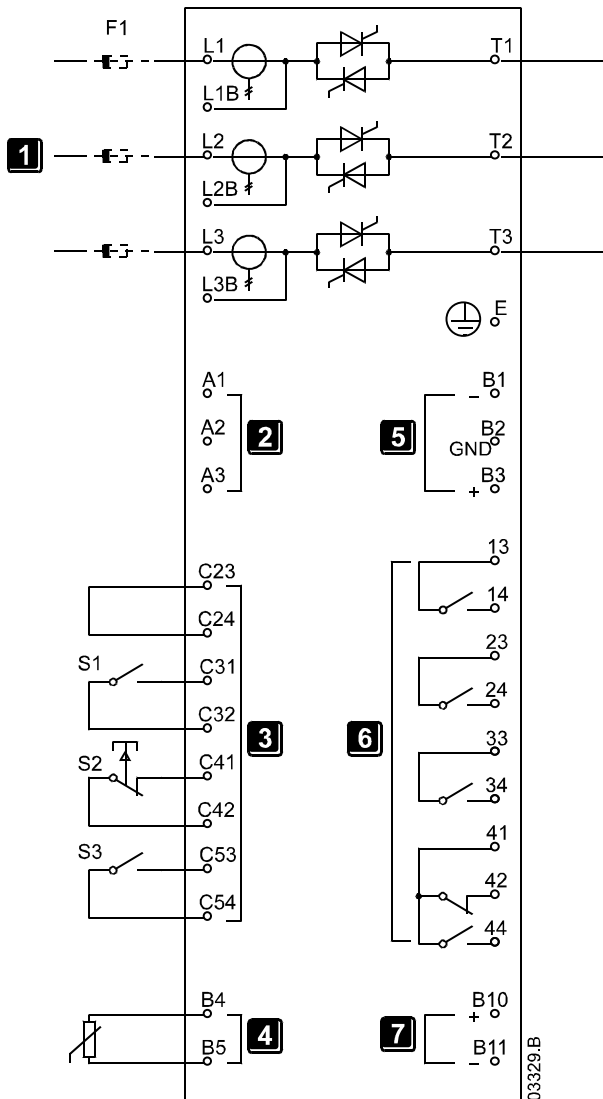 F1
L1
T1
L1B
1
L2
T2
L2B
L3
T3
L3B
E
A1
B1
−
A2
2
5
B2
GND
A3
B3
+
C23
13
C24
14
S1
C31
23
24
C32
3
6
33
S2
C41
34
C42
41
S3
C53
42
C54
44
B4
B10
+
4
7
B5
B11
−
03329.B